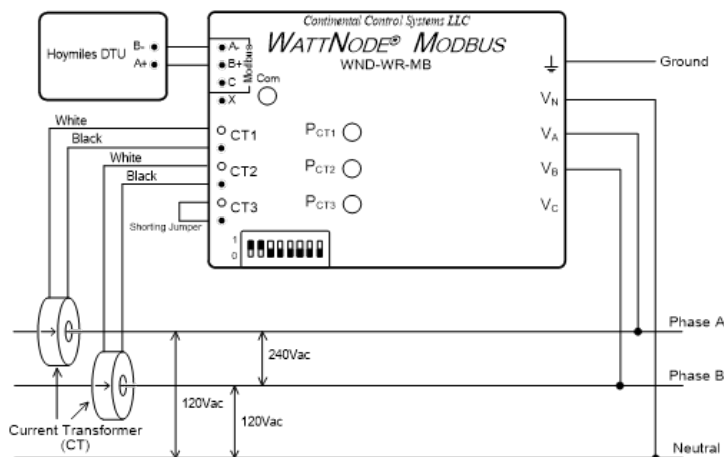 Continental Control Systems LLC
WATTNODE® MODBUS
WND-WR-MB
Hoymiles DTU
B-
A+
A-
B+
C
X
Modbus
Com
Ground
VN
VA
VB
VC
White
Black
White
Black
CT1
CT2
CT3
PCT1
PCT2
PCT3
Shorting Jumper
1
0
Phase A
240Vac
Phase B
120Vac
120Vac
Current Transformer
(CT)
Neutral